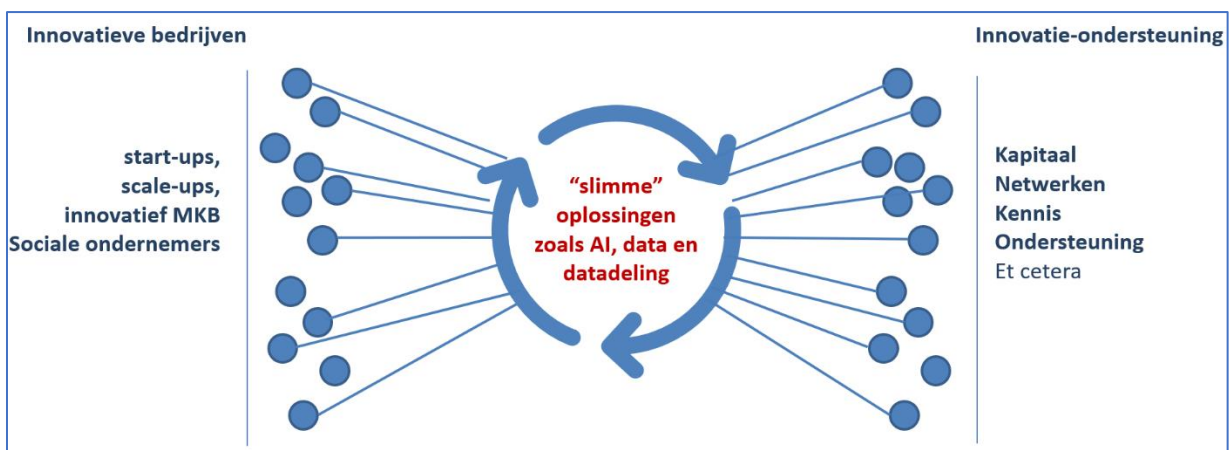 Innovatieve bedrijven
Innovatie-ondersteuning
start-ups,
scale-ups,
innovatief MKB
Sociale ondernemers
“slimme”
oplossingen
zoals AI, data en
datadeling
Kapitaal
Netwerken
Kennis
Ondersteuning
Et cetera